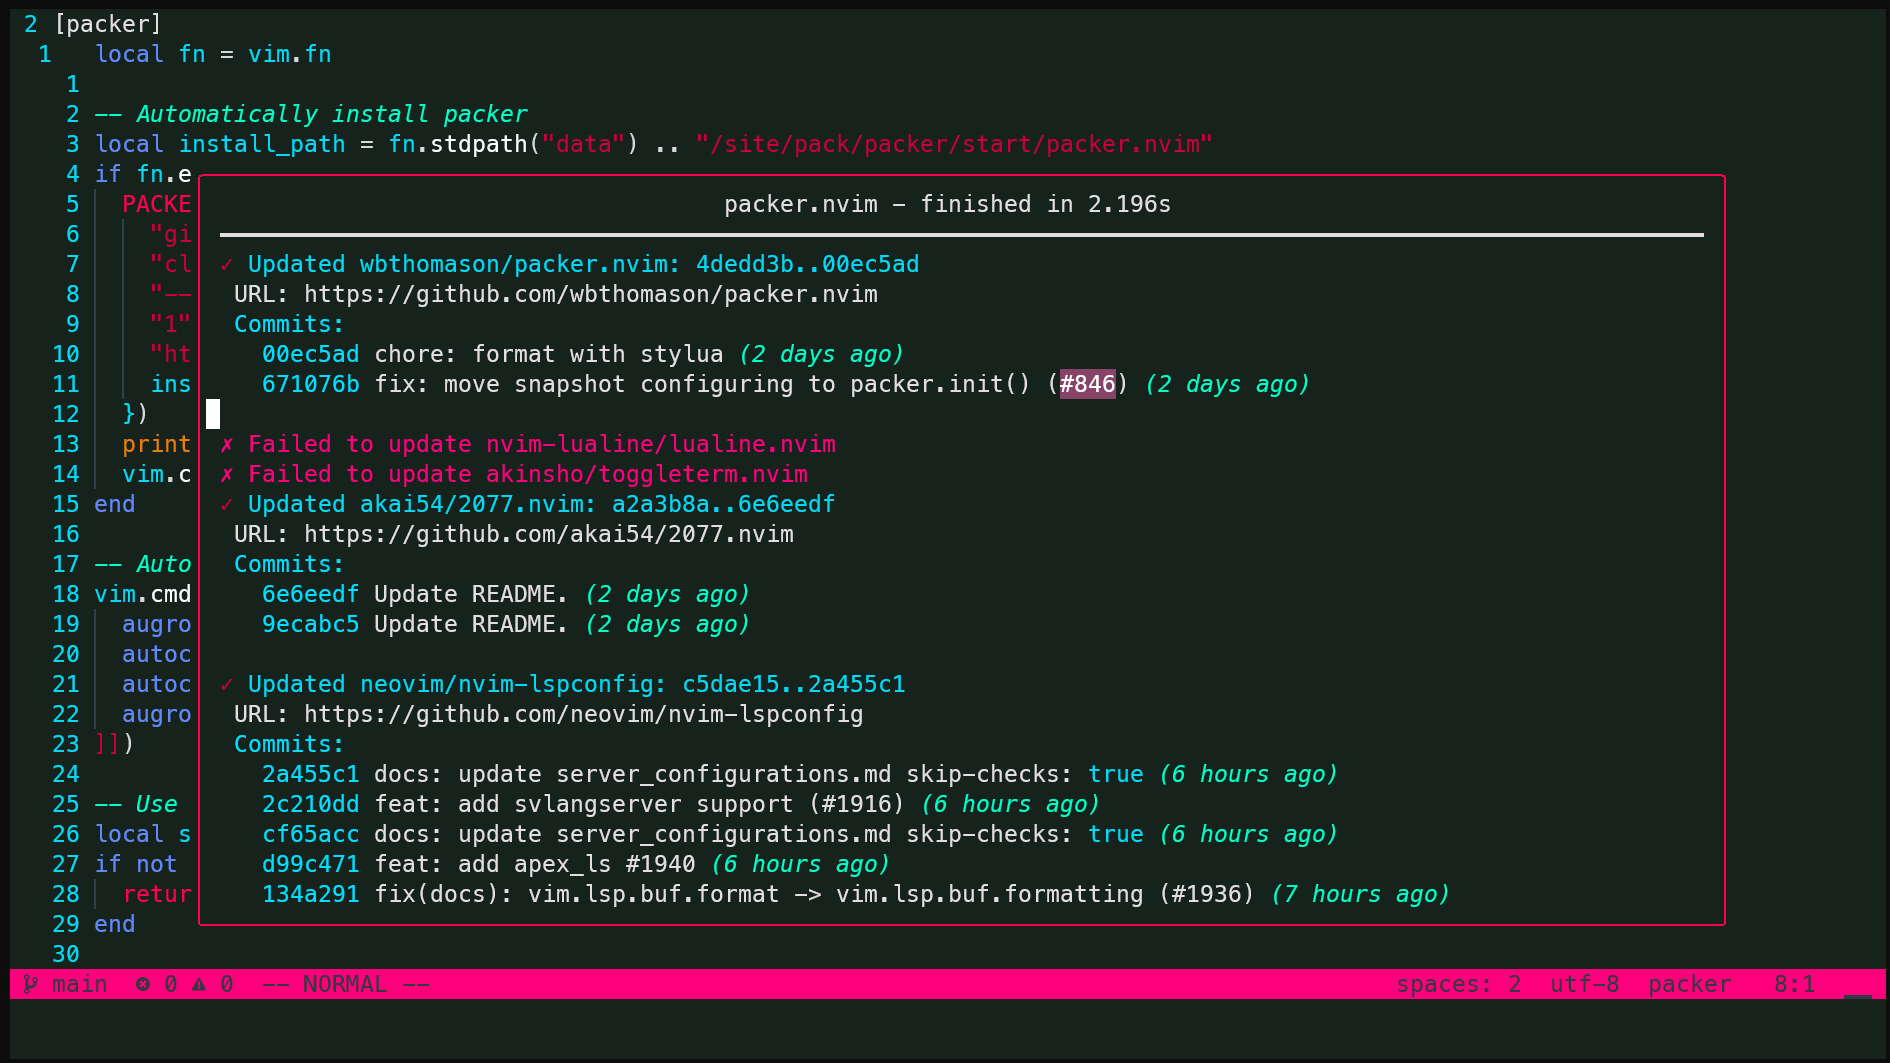 2 [packer]
1 local fn = vim.fn
1
2 -- Automatically install packer
3 local install_path = fn.stdpath("data") .. "/site/pack/packer/start/packer.nvim"
4 if fn.e
5 PACKE packer.nvim - finished in 2.196s
6 "gi
7 "cl ✓ Updated wbthomason/packer.nvim: 4dedd3b..00ec5ad
8 "-- URL: https://github.com/wbthomason/packer.nvim
9 "1" Commits:
10 "ht 00ec5ad chore: format with stylua (2 days ago)
11 ins 671076b fix: move snapshot configuring to packer.init() (#846) (2 days ago)
12 })
13 print ✗ Failed to update nvim-lualine/lualine.nvim
14 vim.c ✗ Failed to update akinsho/toggleterm.nvim
15 end ✓ Updated akai54/2077.nvim: a2a3b8a..6e6eedf
16 URL: https://github.com/akai54/2077.nvim
17 -- Auto Commits:
18 vim.cmd 6e6eedf Update README. (2 days ago)
19 augro 9ecabc5 Update README. (2 days ago)
20 autoc
21 autoc ✓ Updated neovim/nvim-lspconfig: c5dae15..2a455c1
22 augro URL: https://github.com/neovim/nvim-lspconfig
23 ]]) Commits:
24 2a455c1 docs: update server_configurations.md skip-checks: true (6 hours ago)
25 -- Use 2c210dd feat: add svlangserver support (#1916) (6 hours ago)
26 local s cf65acc docs: update server_configurations.md skip-checks: true (6 hours ago)
27 if not d99c471 feat: add apex_ls #1940 (6 hours ago)
28 retur 134a291 fix(docs): vim.lsp.buf.format -> vim.lsp.buf.formatting (#1936) (7 hours ago)
29 end
30
main 0 0 -- NORMAL -- spaces: 2 utf-8 packer 8:1